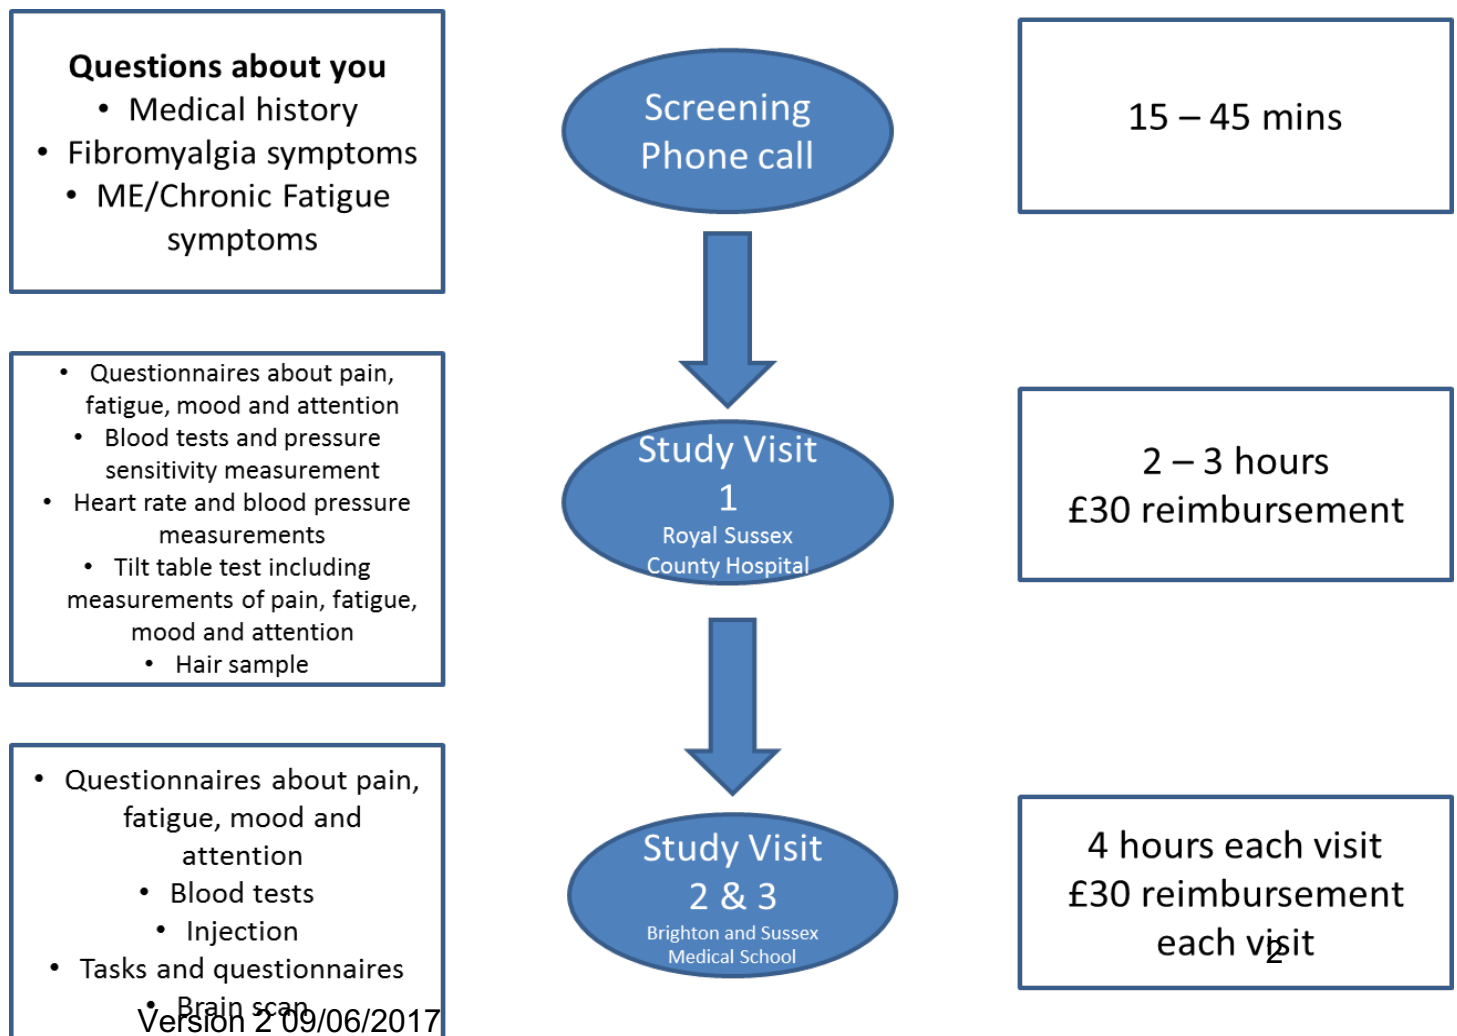 Questions about you
• Medical history
• Fibromyalgia symptoms
• ME/Chronic Fatigue
symptoms
Screening
Phone call
15 – 45 mins
• Questionnaires about pain,
fatigue, mood and attention
• Blood tests and pressure
sensitivity measurement
• Heart rate and blood pressure
measurements
• Tilt table test including
measurements of pain, fatigue,
mood and attention
• Hair sample
Study Visit
1
Royal Sussex
County Hospital
2 – 3 hours
£30 reimbursement
• Questionnaires about pain,
fatigue, mood and
attention
• Blood tests
• Injection
• Tasks and questionnaires
• Brain scan
Study Visit
2 & 3
Brighton and Sussex
Medical School
4 hours each visit
£30 reimbursement
each visit
2
Version 2 09/06/2017